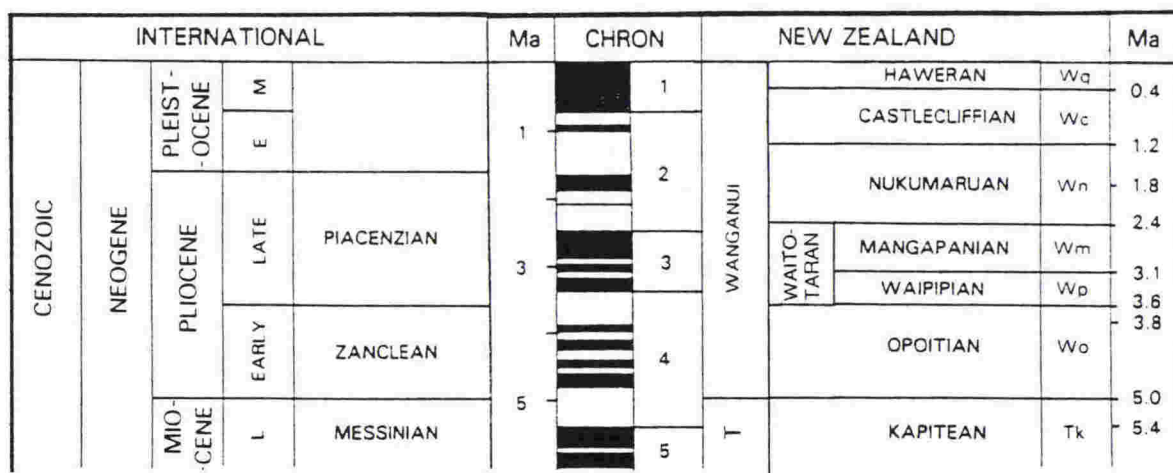 INTERNATIONAL Ma CHRON NEW ZEALAND Ma
CENOZOIC
NEOGENE
PLEIST-
-OCENE
M
E
PLIOCENE
LATE
PIACENZIAN
EARLY
ZANCLEAN
MIO-
-CENE
L
MESSINIAN
1
3
5
1
2
3
4
5
WANGANUI
T
HAWERAN Wq
CASTLECLIFFIAN Wc
NUKUMARUAN Wn
WAITO-
TARAN
MANGAPANIAN Wm
WAIPIPIAN Wp
OPOITIAN Wo
KAPITEAN Tk
0.4
1.2
1.8
2.4
3.1
3.6
3.8
5.0
5.4